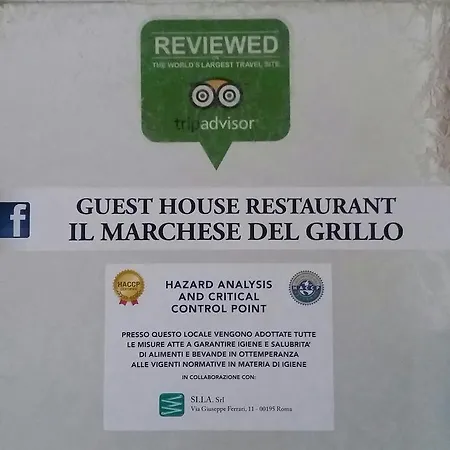 REVIEWED
ON
THE WORLD'S LARGEST TRAVEL SITE
tripadvisor
f
GUEST HOUSE RESTAURANT
IL MARCHESE DEL GRILLO
HACCP
HAZARD ANALYSIS
AND CRITICAL
CONTROL POINT
PRESSO QUESTO LOCALE VENGONO ADOTTATE TUTTE
LE MISURE ATTE A GARANTIRE IGIENE E SALUBRITA'
DI ALIMENTI E BEVANDE IN OTTEMPERANZA
ALLE VIGENTI NORMATIVE IN MATERIA DI IGIENE
IN COLLABORAZIONE CON:
SI.I.A. Srl
Via Giuseppe Ferrari, 11 - 00195 Roma